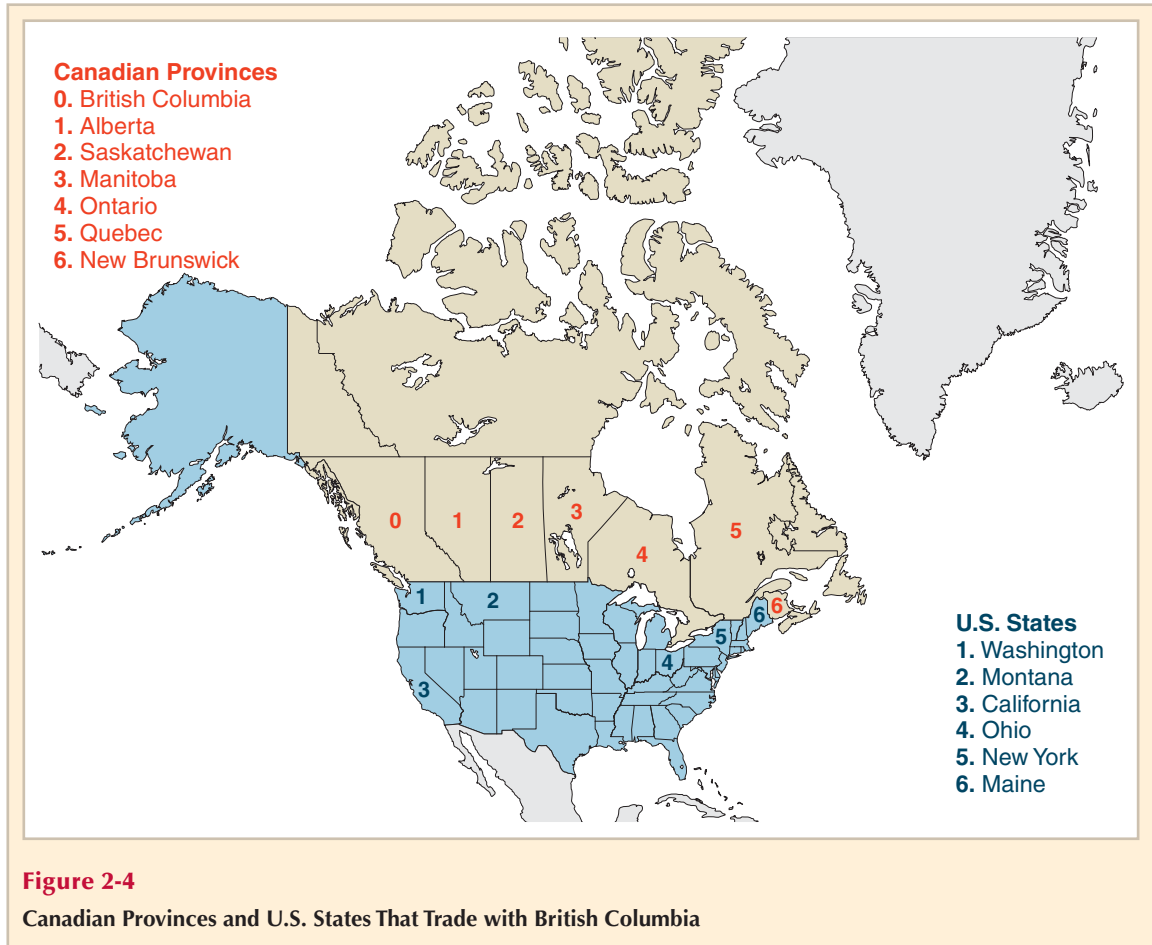 Canadian Provinces
0. British Columbia
1. Alberta
2. Saskatchewan
3. Manitoba
4. Ontario
5. Quebec
6. New Brunswick
0
1
2
3
4
5
6
1
2
3
4
5
6
U.S. States
1. Washington
2. Montana
3. California
4. Ohio
5. New York
6. Maine
Figure 2-4
Canadian Provinces and U.S. States That Trade with British Columbia